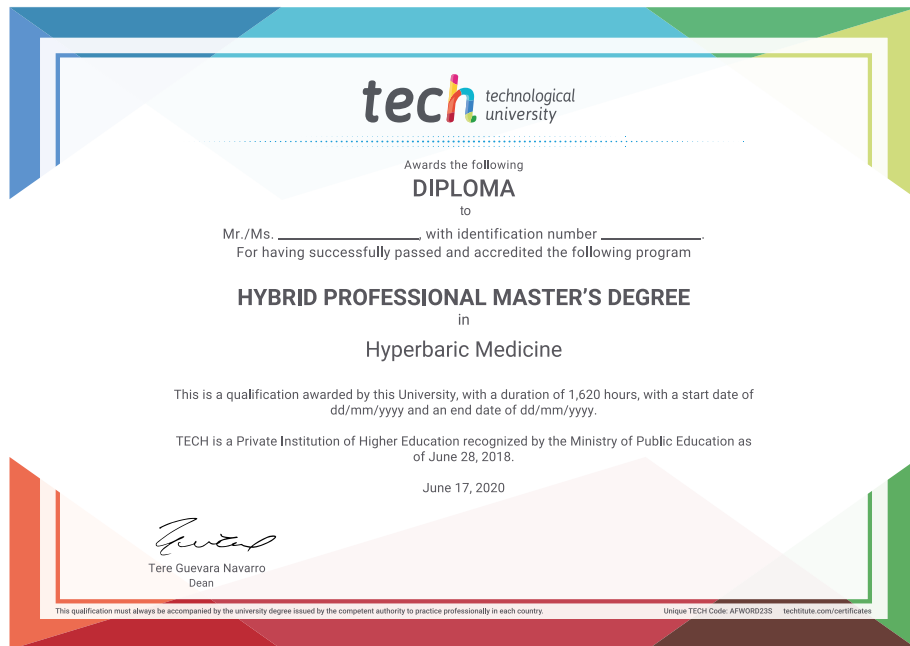 tech technological
university
Awards the following
DIPLOMA
to
Mr./Ms. ____________________, with identification number ______________.
For having successfully passed and accredited the following program
HYBRID PROFESSIONAL MASTER'S DEGREE
in
Hyperbaric Medicine
This is a qualification awarded by this University, with a duration of 1,620 hours, with a start date of
dd/mm/yyyy and an end date of dd/mm/yyyy.
TECH is a Private Institution of Higher Education recognized by the Ministry of Public Education as
of June 28, 2018.
June 17, 2020
Tere Guevara Navarro
Dean
This qualification must always be accompanied by the university degree issued by the competent authority to practice professionally in each country. Unique TECH Code: AFWORD23S techtitute.com/certificates